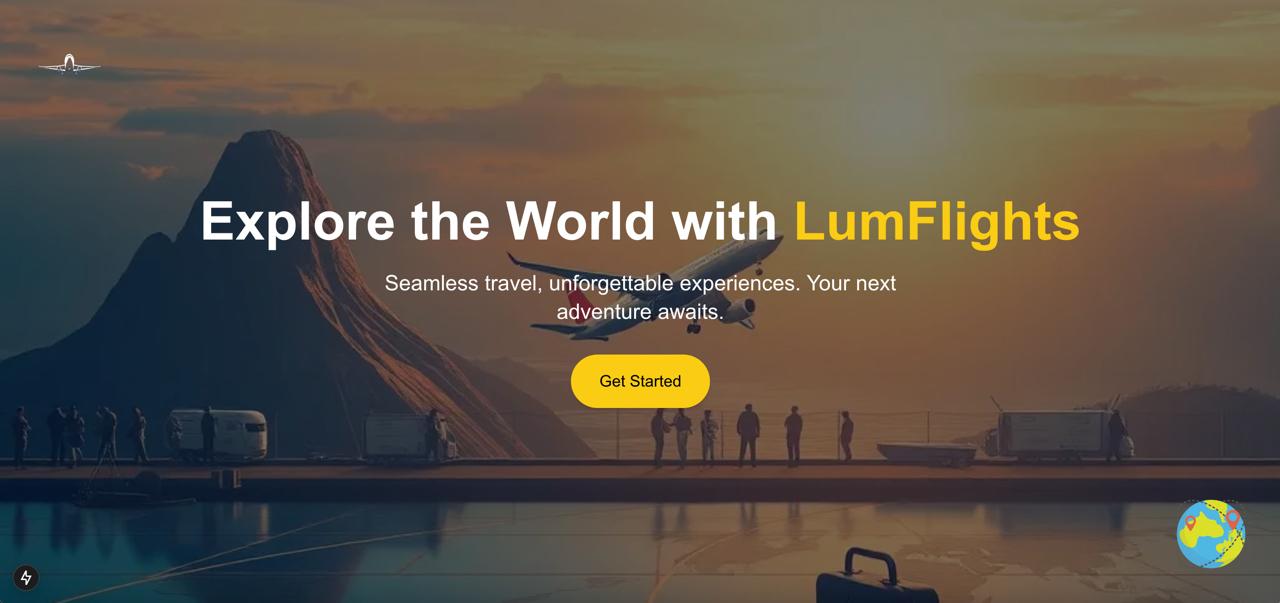 Explore the World with LumFlights
Seamless travel, unforgettable experiences. Your next
adventure awaits.
Get Started